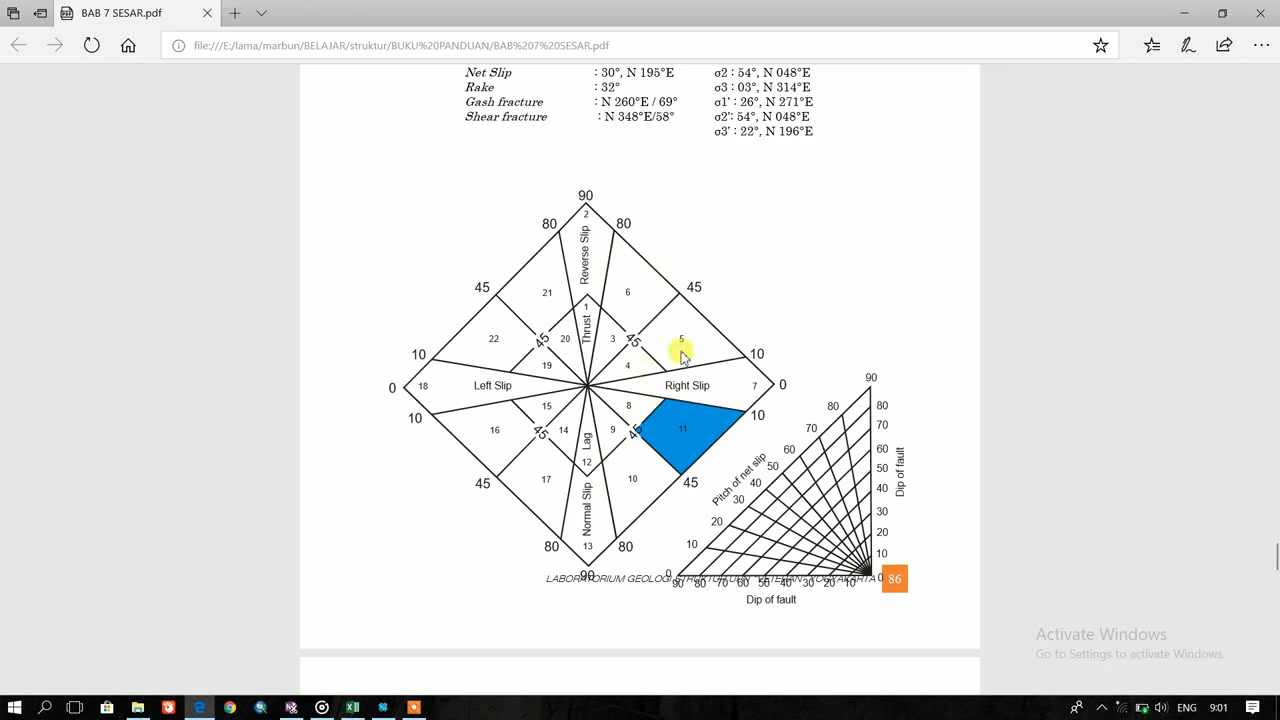 BAB 7 SESAR.pdf
file:///E:/lama/marbun/BELAJAR/struktur/BUKU%20PANDUAN/BAB%207%20SESAR.pdf
Net Slip : 30°, N 195°E σ2 : 54°, N 048°E
Rake : 32° σ3 : 03°, N 314°E
Gash fracture : N 260°E / 69° σ1' : 26°, N 271°E
Shear fracture : N 348°E/58° σ2': 54°, N 048°E
σ3' : 22°, N 196°E
90
80 2 80
Reverse Slip
45 21 6 45
1
Thrust
22 45 20 3 45 5
10 19 4 10
0 18 Left Slip Right Slip 7 0
10 15 8 10
16 45 14 9 45 11
Lag
12
45 17 10 45
Normal Slip
80 13 80
90
90
80 80
70 70
60 60
50 50
40 40
30 30
20 20
10 10
0 0
Pitch of net slip
Dip of fault
90 80 70 60 50 40 30 20 10
Dip of fault
86
Activate Windows
Go to Settings to activate Windows.
ENG 9:01